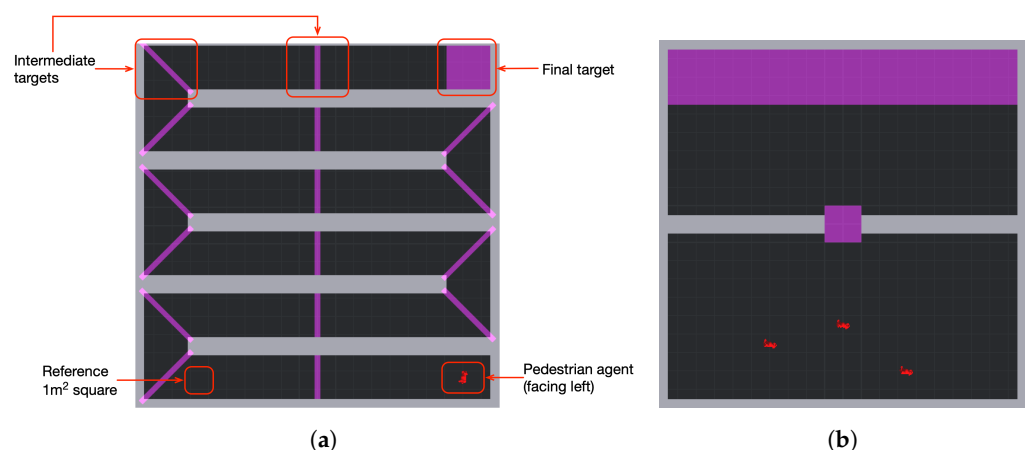 Intermediate
targets
Final target
Reference
1m² square
Pedestrian agent
(facing left)
(a)
(b)